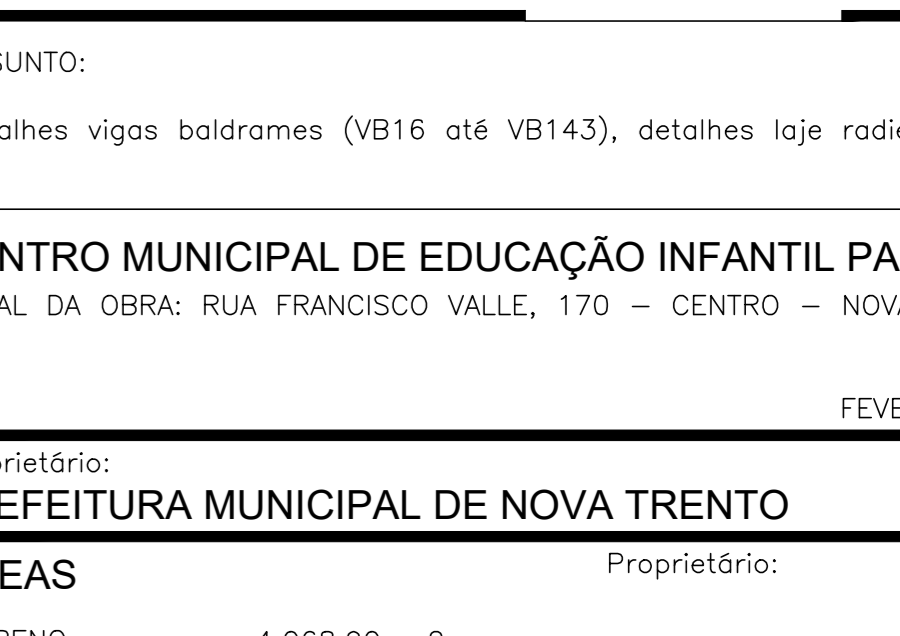 SUNTO:
alhes vigas baldrames (VB16 até VB143), detalhes laje radie
NTRO MUNICIPAL DE EDUCAÇÃO INFANTIL PA
AL DA OBRA: RUA FRANCISCO VALLE, 170 – CENTRO – NOVA
FEVE
rietário:
EFEITURA MUNICIPAL DE NOVA TRENTO
EAS
Proprietário: